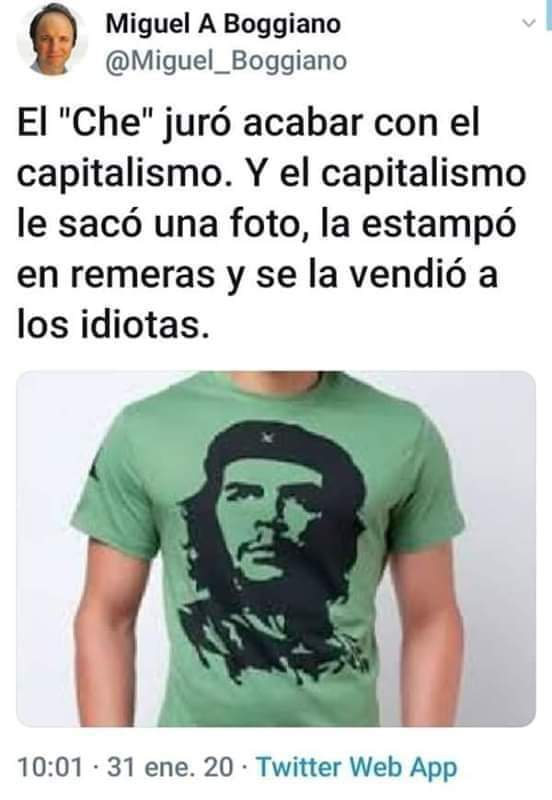 Miguel A Boggiano
@Miguel_Boggiano
El "Che" juró acabar con el
capitalismo. Y el capitalismo
le sacó una foto, la estampó
en remeras y se la vendió a
los idiotas.
10:01 · 31 ene. 20 · Twitter Web App